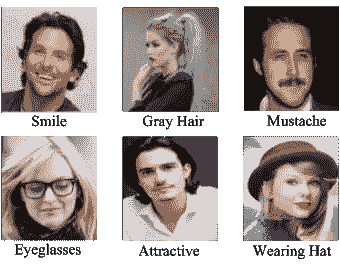 Smile
Gray Hair
Mustache
Eyeglasses
Attractive
Wearing Hat